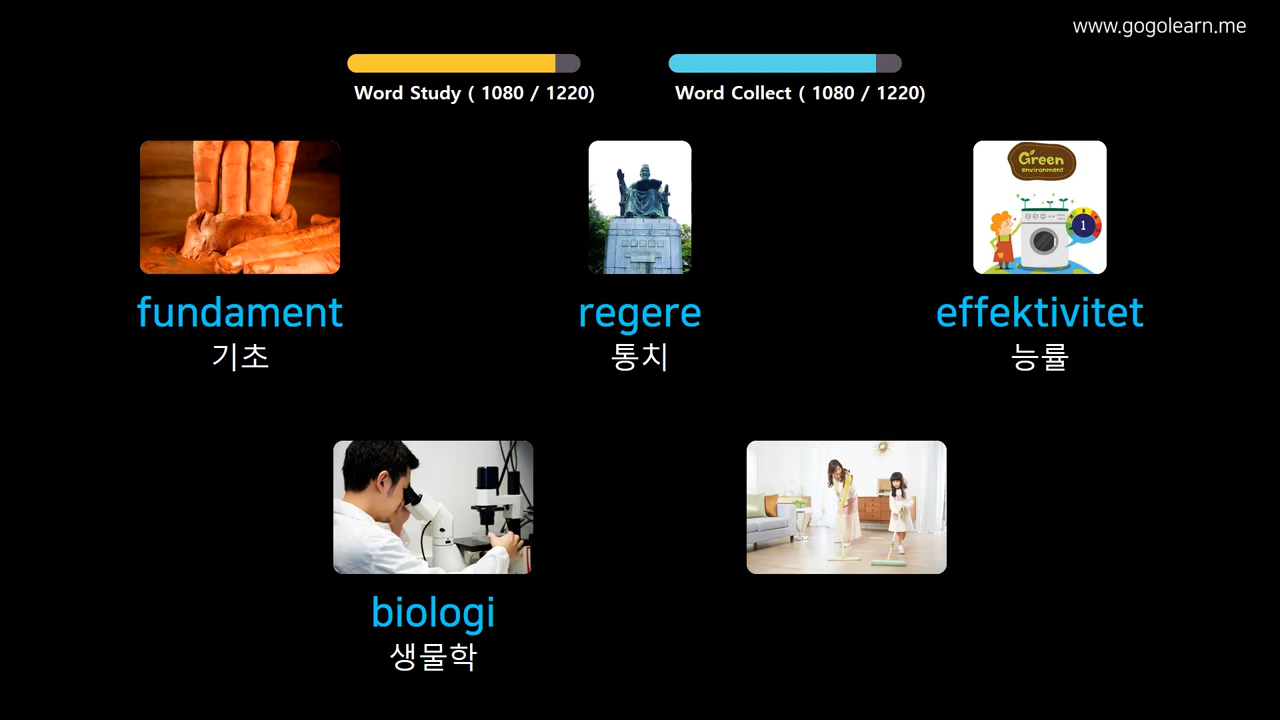 www.gogolearn.me
Word Study ( 1080 / 1220)
Word Collect ( 1080 / 1220)
Green
environment
1
fundament
기초
regere
통치
effektivitet
능률
biologi
생물학